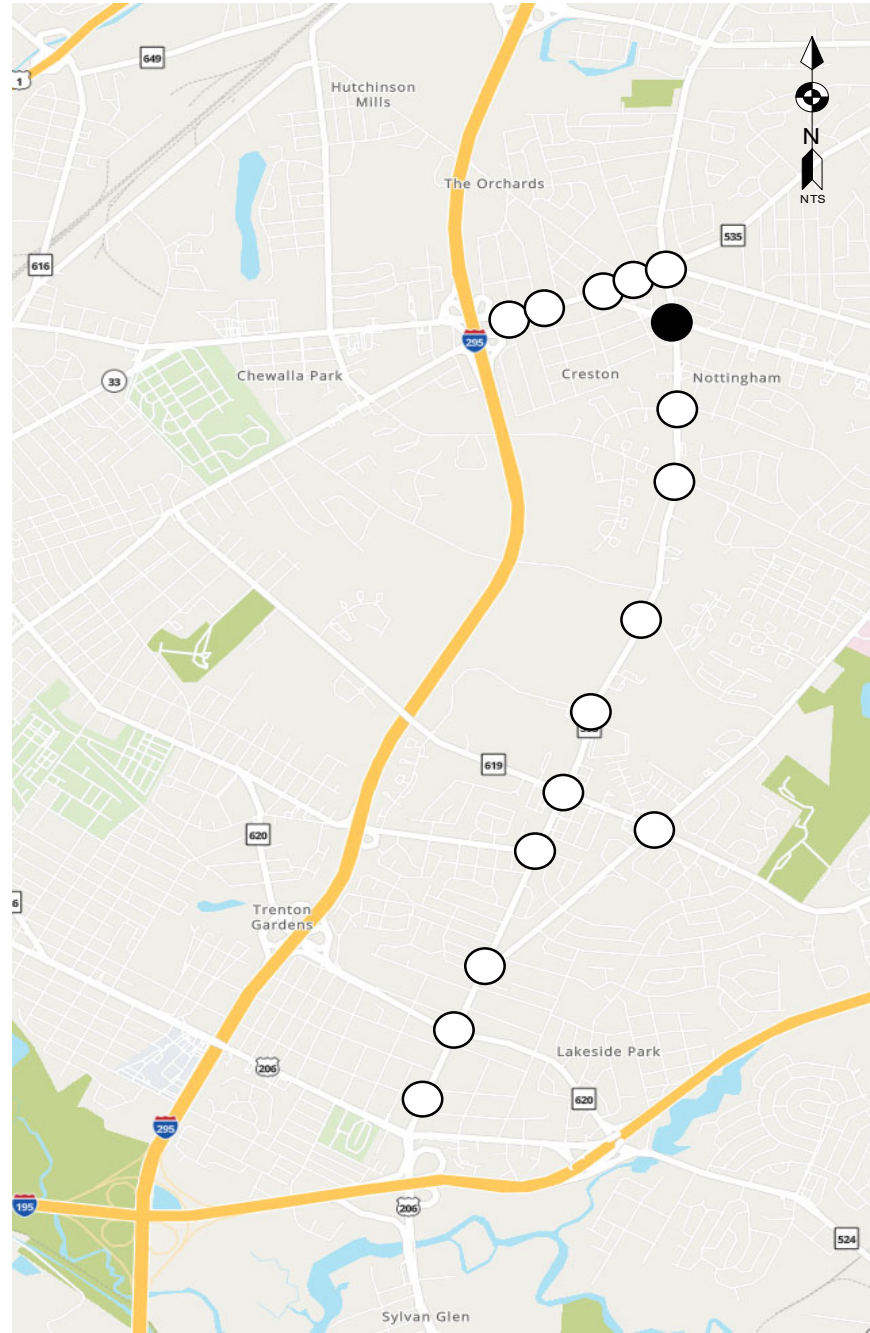 649
1
Hutchinson
Mills
N
NTS
The Orchards
535
616
295
33
Chewalla Park
Creston
Nottingham
619
620
Trenton
Gardens
206
Lakeside Park
620
295
195
206
524
Sylvan Glen